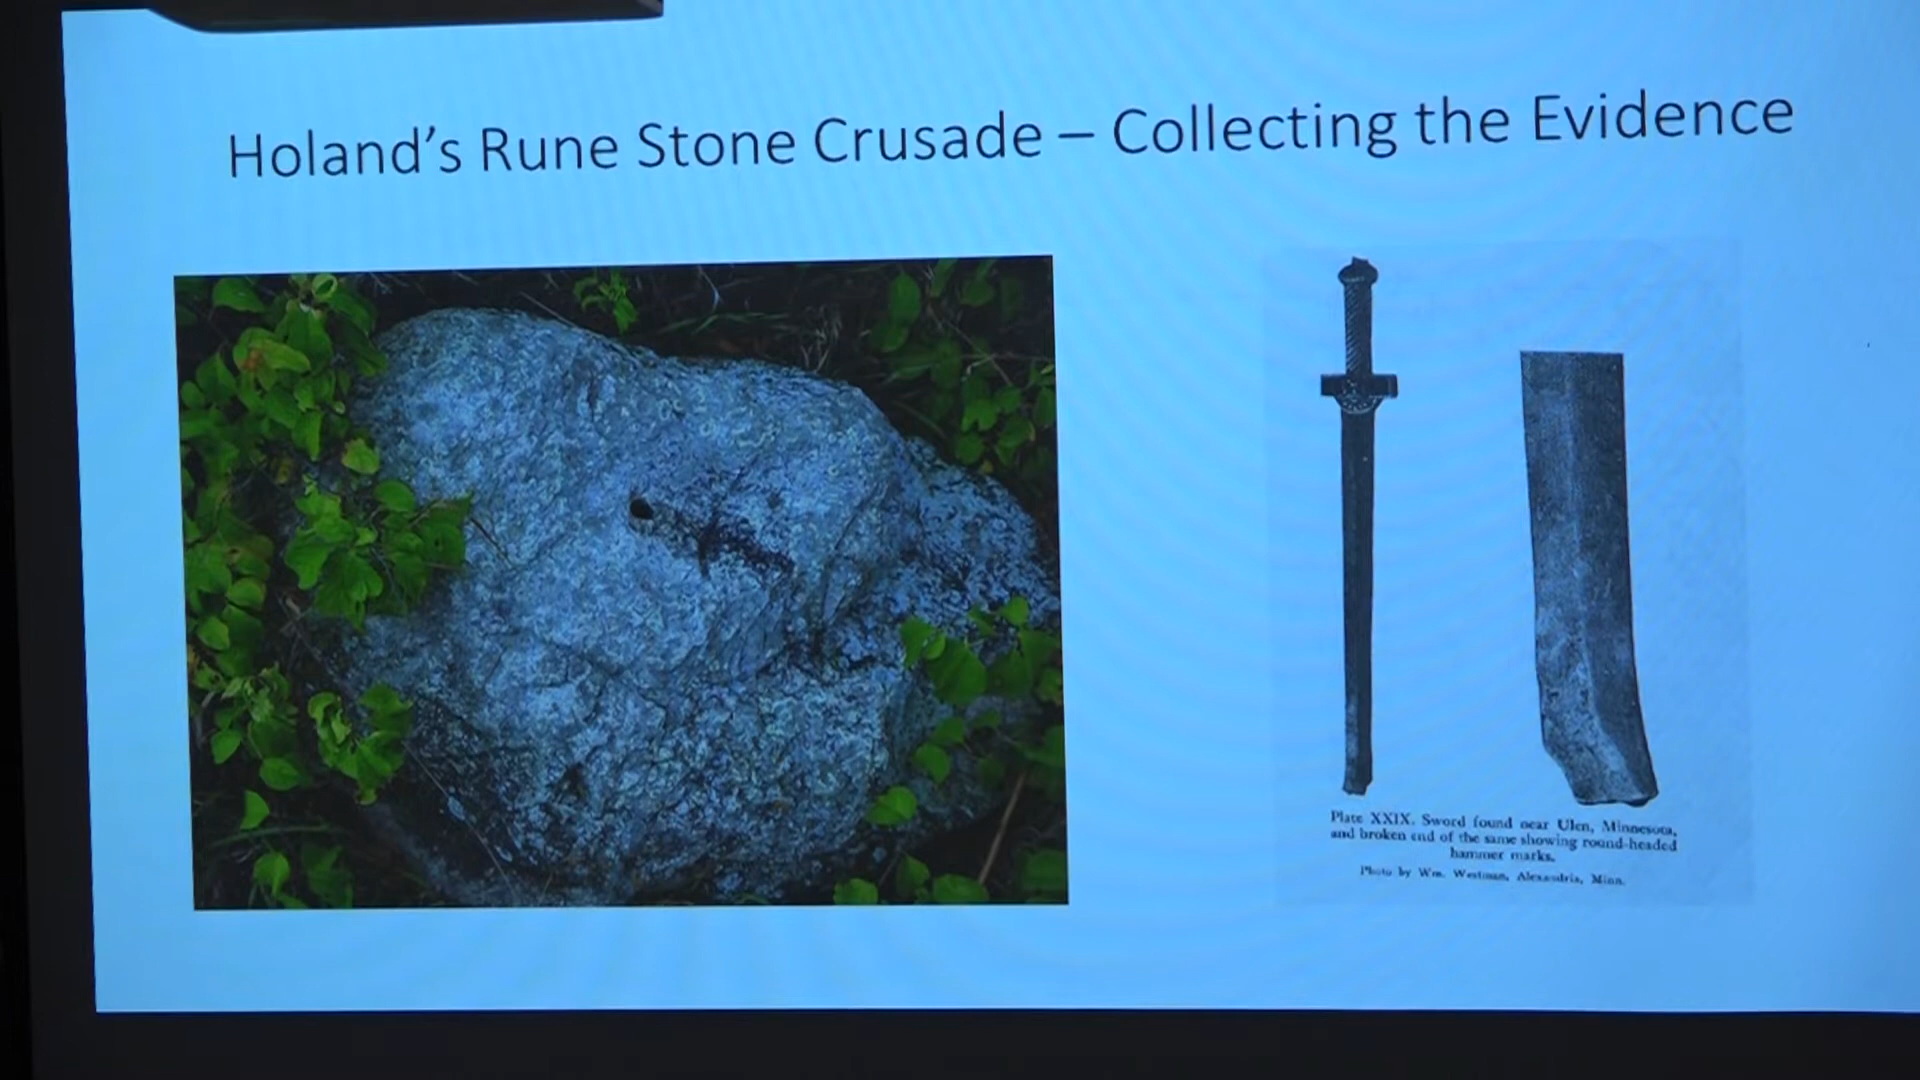 Holand’s Rune Stone Crusade – Collecting the Evidence
Plate XXIX. Sword found near Ulen, Minnesota,
and broken end of the same showing round-headed
hammer marks.
Photo by Wm. Westman, Alexandria, Minn.